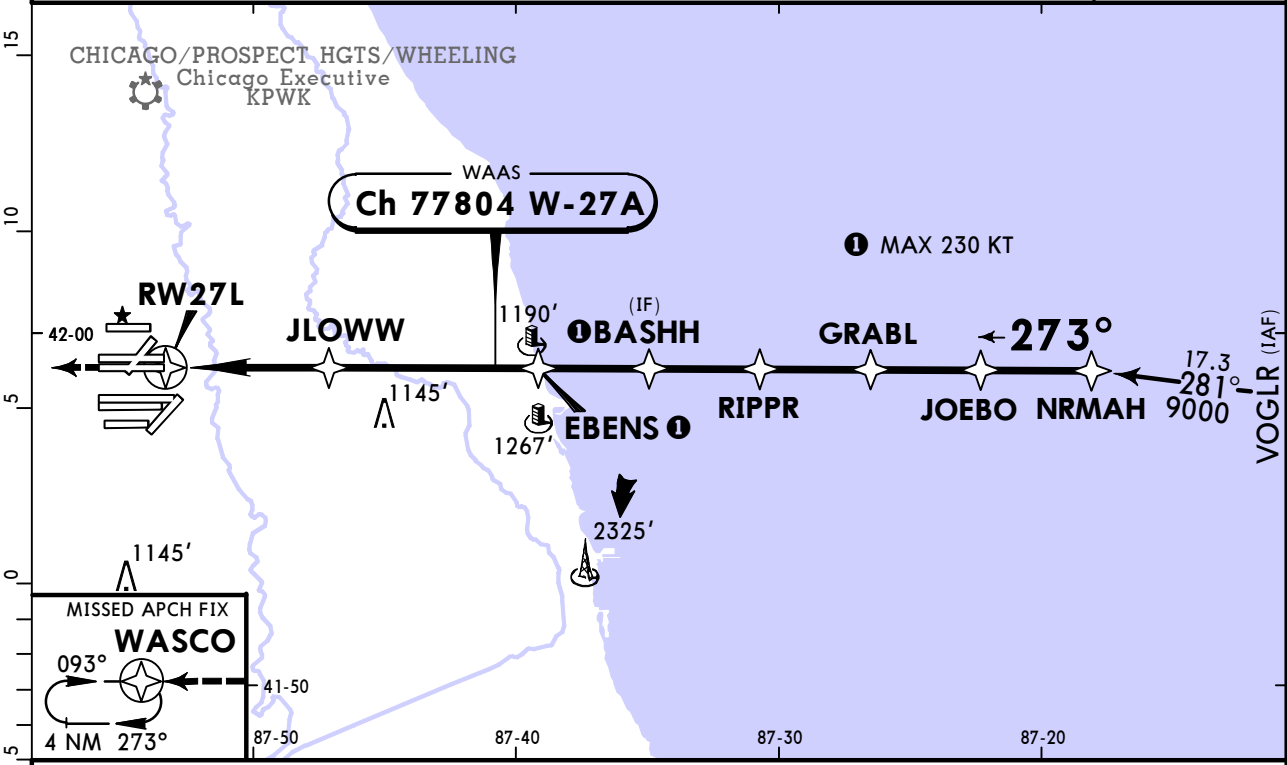 15
CHICAGO/PROSPECT HGTS/WHEELING
Chicago Executive
KPWK
WAAS
Ch 77804 W-27A
10
❶ MAX 230 KT
RW27L
1190'
(IF)
42-00
JLOWW
❶BASHH
GRABL
273°
17.3
281°
9000
VOGLR (IAF)
5
1145'
RIPPR
JOEBO
NRMAH
EBENS ❶
1267'
2325'
1145'
0
MISSED APCH FIX
WASCO
093°
41-50
4 NM 273°
87-50
87-40
87-30
87-20
5